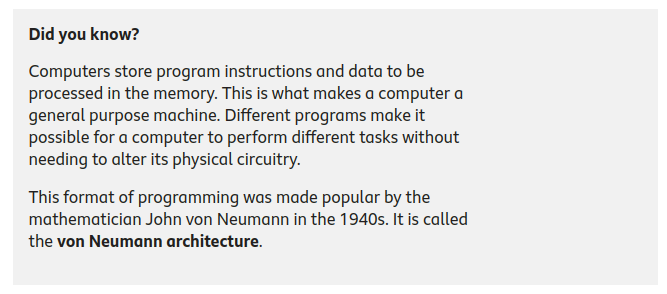 Did you know?
Computers store program instructions and data to be
processed in the memory. This is what makes a computer a
general purpose machine. Different programs make it
possible for a computer to perform different tasks without
needing to alter its physical circuitry.
This format of programming was made popular by the
mathematician John von Neumann in the 1940s. It is called
the von Neumann architecture.